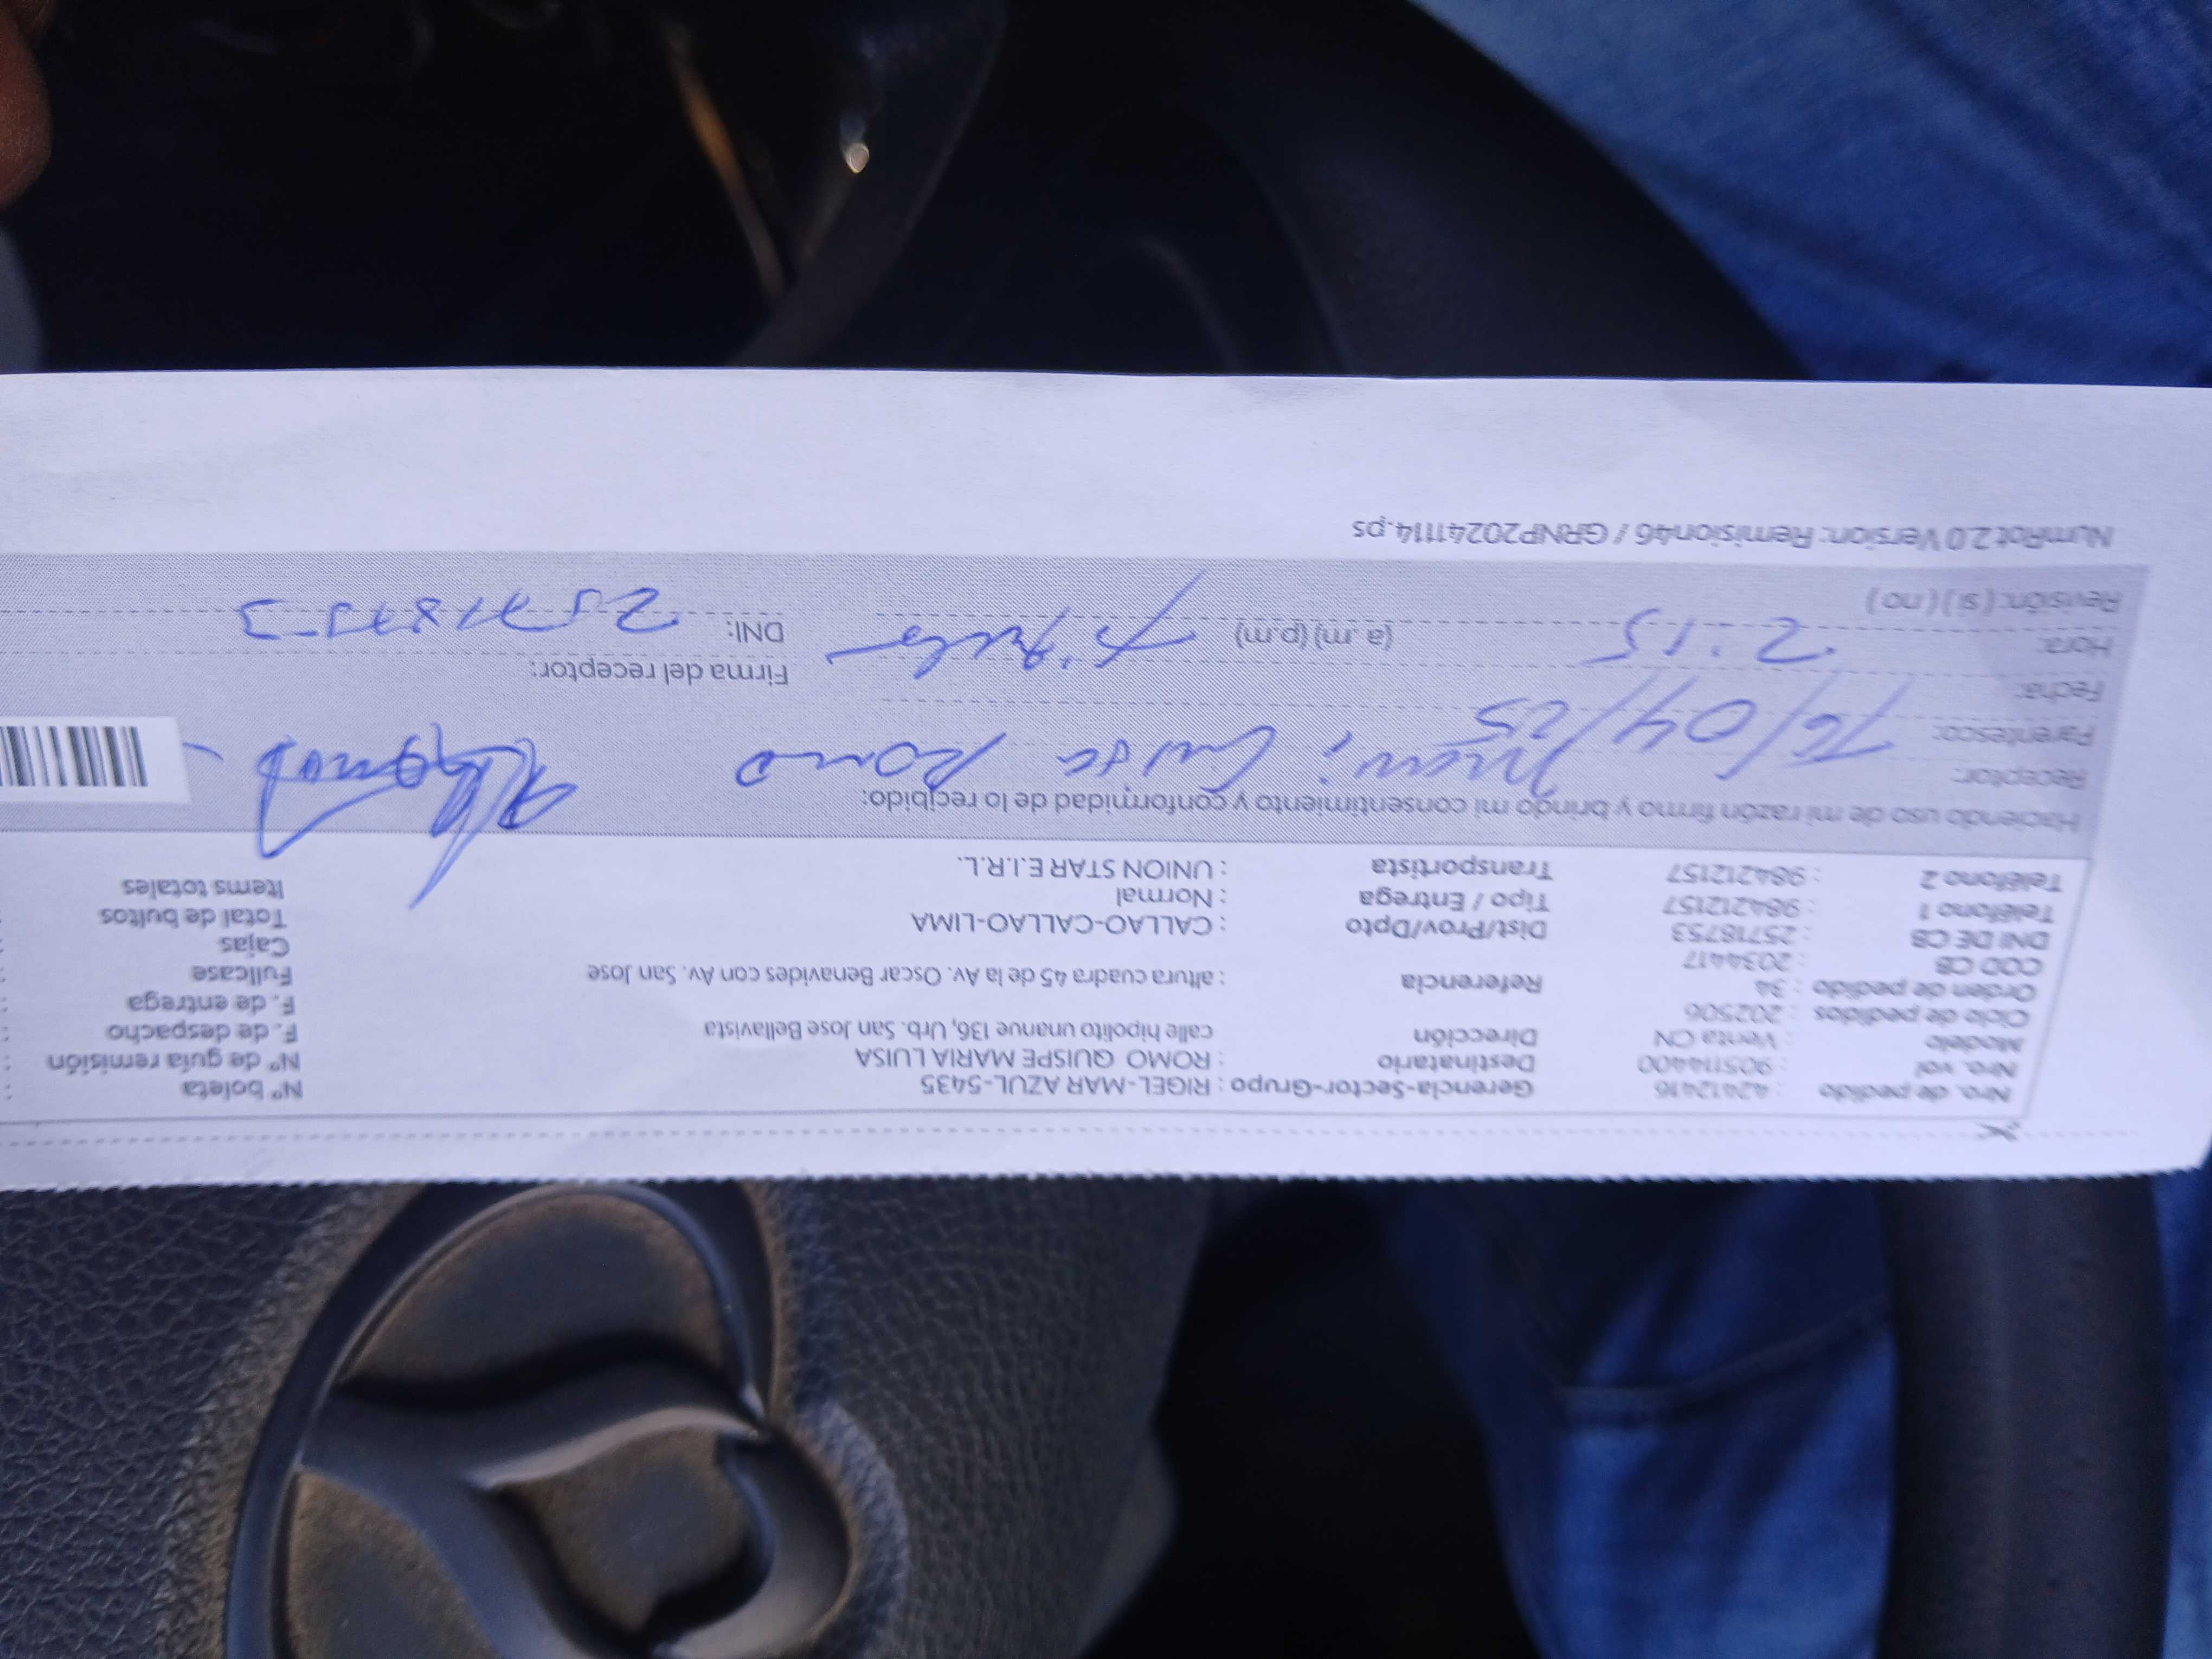 Nro. de pedido : 42412416 Gerencia-Sector-Grupo : RIGEL-MAR AZUL-5435 N° boleta :
Nro. vol : 905114400 Destinatario : ROMO QUISPE MARIA LUISA N° de guía remisión :
Modelo : Venta CN Dirección calle hipolito unanue 136, Urb. San Jose Bellavista F. de despacho :
Ciclo de pedidos : 202506 F. de entrega :
Orden de pedido : 34 Referencia : altura cuadra 45 de la Av. Oscar Benavides con Av. San Jose Fullcase :
COD CB : 2034417 Cajas :
DNI DE CB : 25718753 Dist/Prov/Dpto : CALLAO-CALLAO-LIMA Total de bultos :
Teléfono 1 : 984212157 Tipo / Entrega : Normal Items totales :
Teléfono 2 : 984212157 Transportista : UNION STAR E.I.R.L.
Haciendo uso de mi razón firmo y brindo mi consentimiento y conformidad de lo recibido:
Receptor: Luisa Romo
Parentesco:
Fecha: 16/04/25 Firma del receptor:
Hora: 2:15 (a .m) (p.m) DNI: 25718753
Revisión: ( si ) ( no )
NumRot 2.0 Version: Remision46 / GRNP20241114.ps